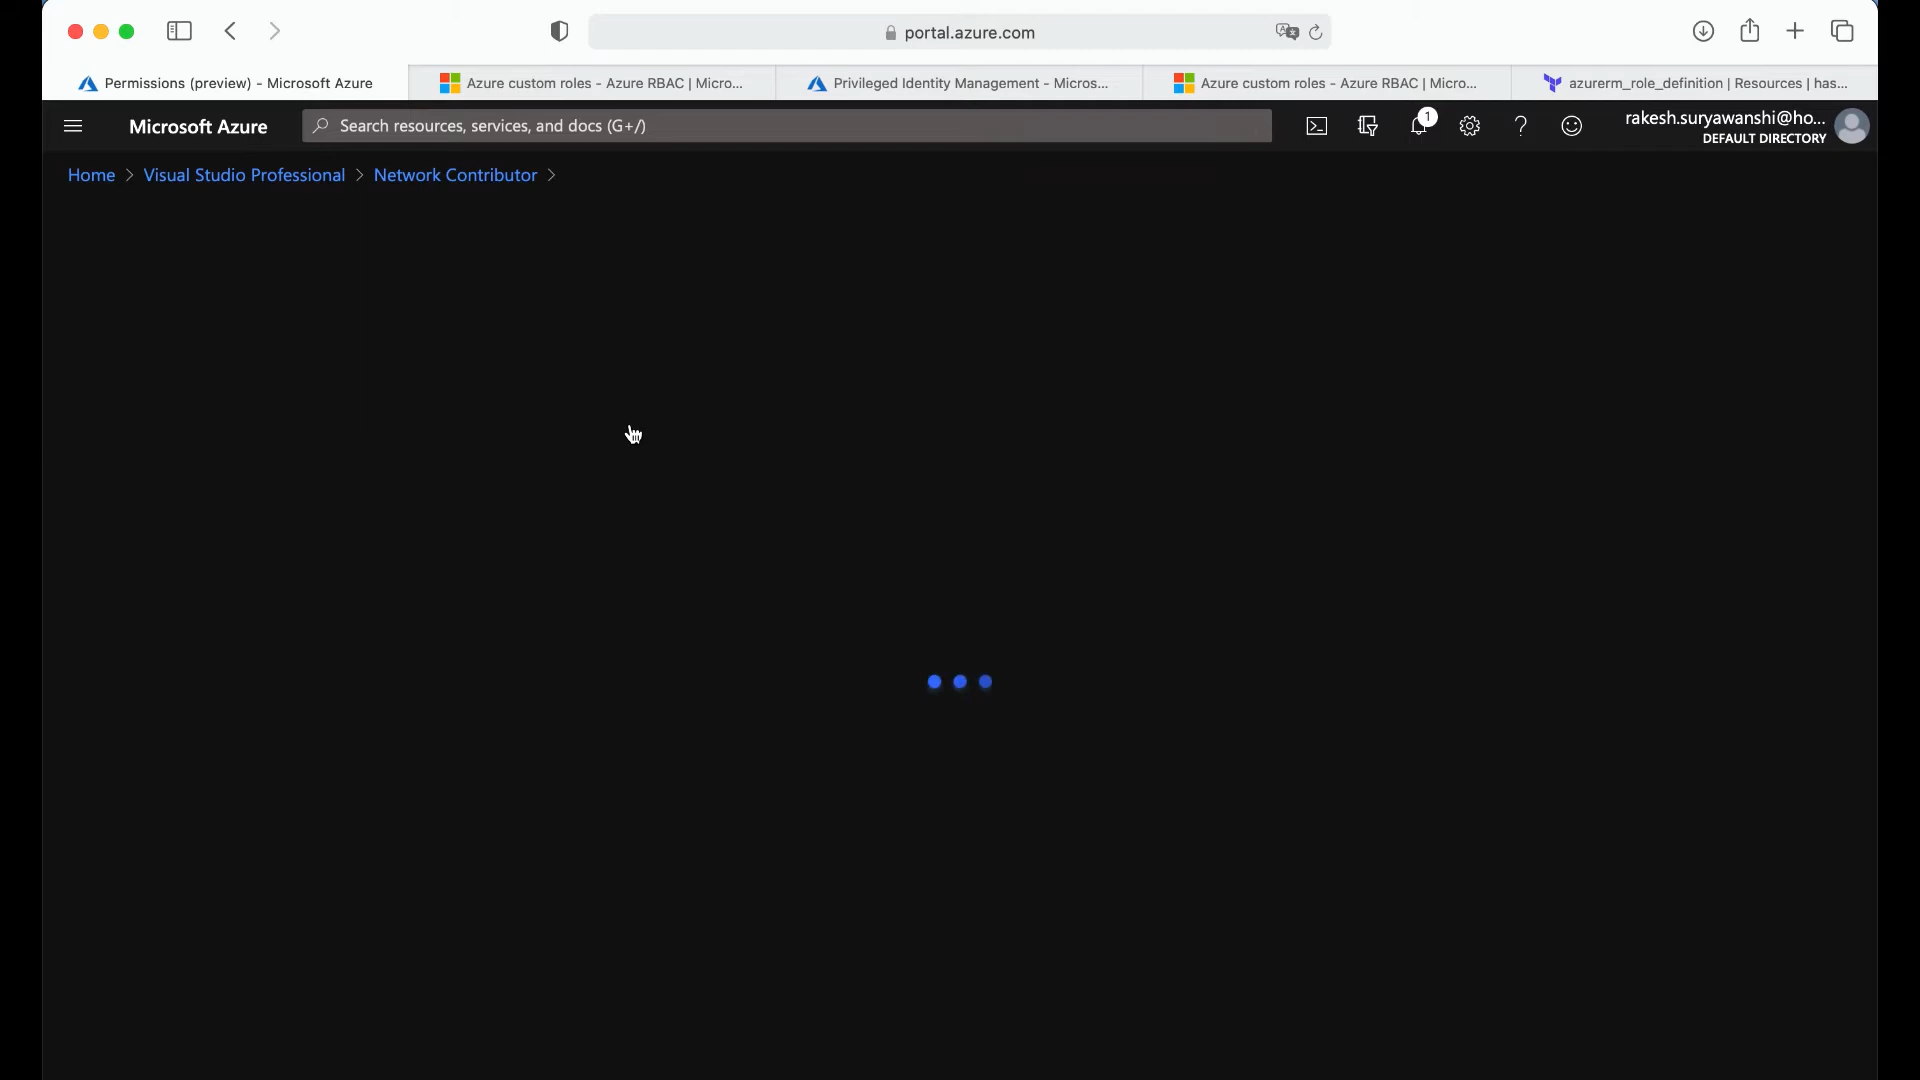 portal.azure.com
Permissions (preview) - Microsoft Azure
Azure custom roles - Azure RBAC | Micro...
Privileged Identity Management - Micros...
Azure custom roles - Azure RBAC | Micro...
azurerm_role_definition | Resources | has...
Microsoft Azure
Search resources, services, and docs (G+/)
1
rakesh.suryawanshi@ho...
DEFAULT DIRECTORY
Home > Visual Studio Professional > Network Contributor >